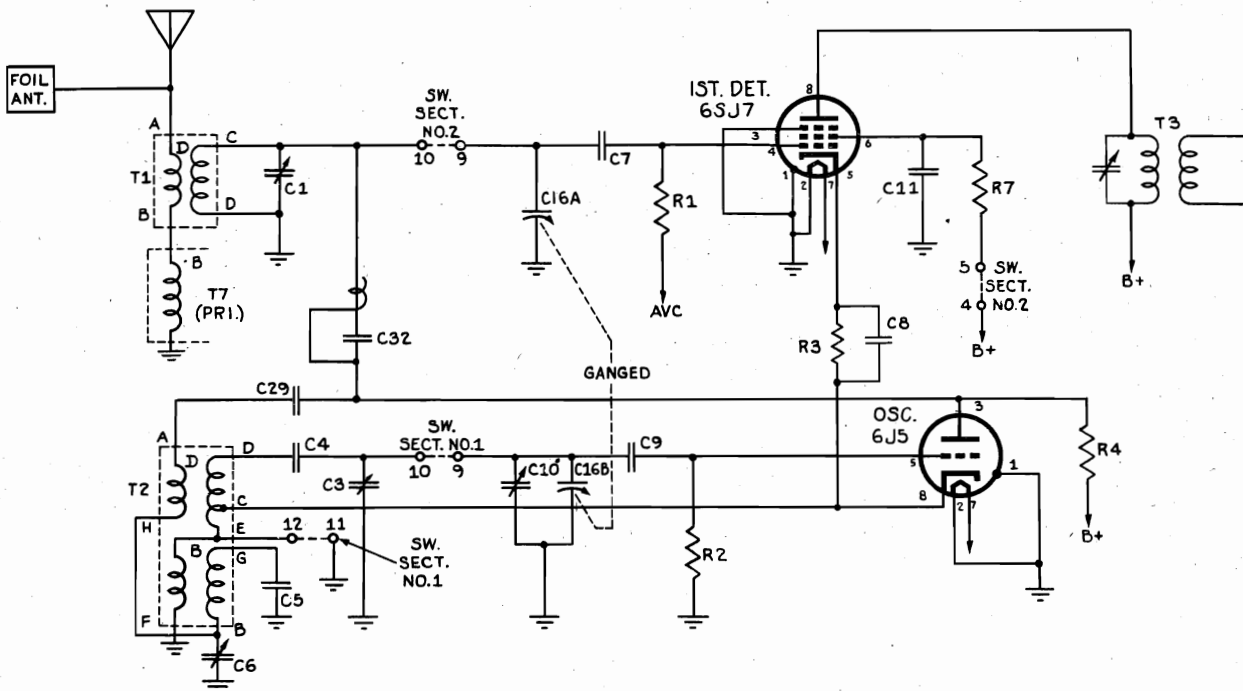 FOIL
ANT.
A
D
C
T1
B
D
C1
B
T7
(PRI.)
SW.
SECT.
NO.2
10 9
C7
C16A
R1
AVC
1ST. DET.
6SJ7
8
3
4
6
1
2
7
5
C11
R7
5
4
SW.
SECT.
NO.2
B+
T3
B+
C32
R3
C8
GANGED
C29
A
D
D
C4
SW.
SECT. NO.1
10 9
C3
C10
C16B
C9
OSC.
6J5
3
5
1
8
2
7
R4
B+
T2
C
H
E
B
12 11
G
SW.
SECT.
NO.1
C5
R2
F
B
C6